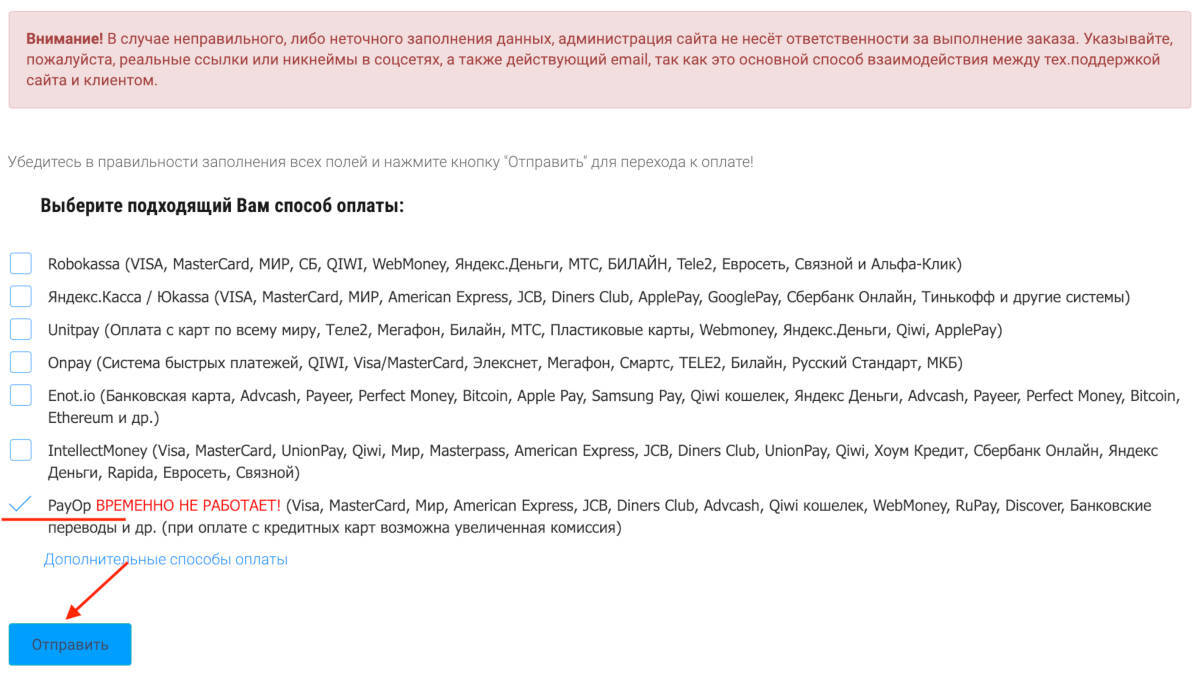 Внимание! В случае неправильного, либо неточного заполнения данных, администрация сайта не несёт ответственности за выполнение заказа. Указывайте,
пожалуйста, реальные ссылки или никнеймы в соцсетях, а также действующий email, так как это основной способ взаимодействия между тех.поддержкой
сайта и клиентом.
Убедитесь в правильности заполнения всех полей и нажмите кнопку "Отправить" для перехода к оплате!
Выберите подходящий Вам способ оплаты:
Robokassa (VISA, MasterCard, МИР, СБ, QIWI, WebMoney, Яндекс.Деньги, МТС, БИЛАЙН, Tele2, Евросеть, Связной и Альфа-Клик)
Яндекс.Касса / Юkassa (VISA, MasterCard, МИР, American Express, JCB, Diners Club, ApplePay, GooglePay, Сбербанк Онлайн, Тинькофф и другие системы)
Unitpay (Оплата с карт по всему миру, Теле2, Мегафон, Билайн, МТС, Пластиковые карты, Webmoney, Яндекс.Деньги, Qiwi, ApplePay)
Onpay (Система быстрых платежей, QIWI, Visa/MasterCard, Элекснет, Мегафон, Смартс, TELE2, Билайн, Русский Стандарт, МКБ)
Enot.io (Банковская карта, Advcash, Payeer, Perfect Money, Bitcoin, Apple Pay, Samsung Pay, Qiwi кошелек, Яндекс Деньги, Advcash, Payeer, Perfect Money, Bitcoin,
Ethereum и др.)
IntellectMoney (Visa, MasterCard, UnionPay, Qiwi, Мир, Masterpass, American Express, JCB, Diners Club, UnionPay, Qiwi, Хоум Кредит, Сбербанк Онлайн, Яндекс
Деньги, Rapida, Евросеть, Связной)
PayOp ВРЕМЕННО НЕ РАБОТАЕТ! (Visa, MasterCard, Мир, American Express, JCB, Diners Club, Advcash, Qiwi кошелек, WebMoney, RuPay, Discover, Банковские
переводы и др. (при оплате с кредитных карт возможна увеличенная комиссия)
Дополнительные способы оплаты
Отправить